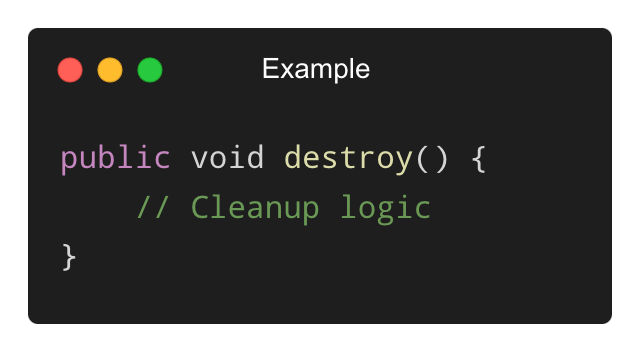 Example
public void destroy() {
    // Cleanup logic
}